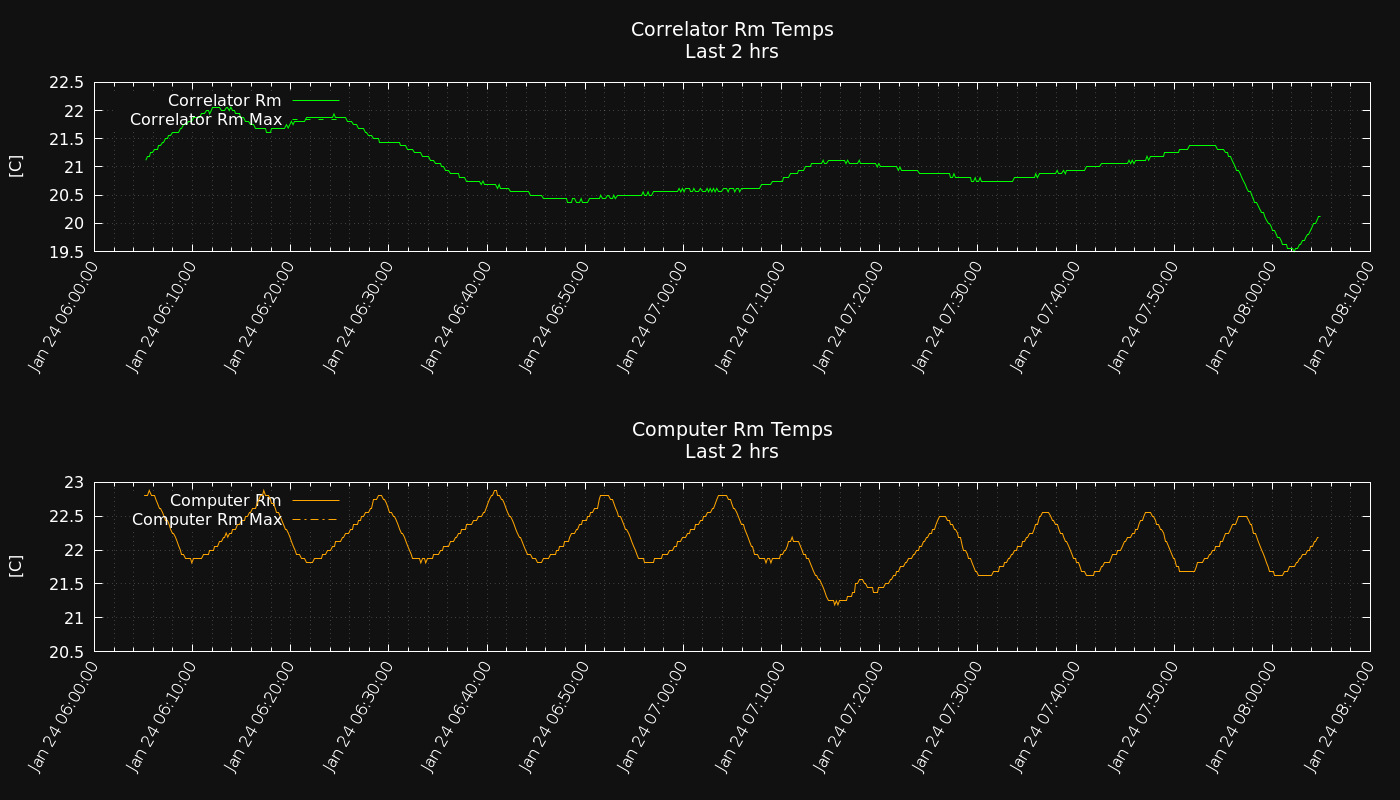 Correlator Rm Temps
Last 2 hrs
22.5
22
21.5
21
20.5
20
19.5
[C]
Correlator Rm
Correlator Rm Max
Jan 24 06:00:00
Jan 24 06:10:00
Jan 24 06:20:00
Jan 24 06:30:00
Jan 24 06:40:00
Jan 24 06:50:00
Jan 24 07:00:00
Jan 24 07:10:00
Jan 24 07:20:00
Jan 24 07:30:00
Jan 24 07:40:00
Jan 24 07:50:00
Jan 24 08:00:00
Jan 24 08:10:00
Computer Rm Temps
Last 2 hrs
23
22.5
22
21.5
21
20.5
[C]
Computer Rm
Computer Rm Max
Jan 24 06:00:00
Jan 24 06:10:00
Jan 24 06:20:00
Jan 24 06:30:00
Jan 24 06:40:00
Jan 24 06:50:00
Jan 24 07:00:00
Jan 24 07:10:00
Jan 24 07:20:00
Jan 24 07:30:00
Jan 24 07:40:00
Jan 24 07:50:00
Jan 24 08:00:00
Jan 24 08:10:00